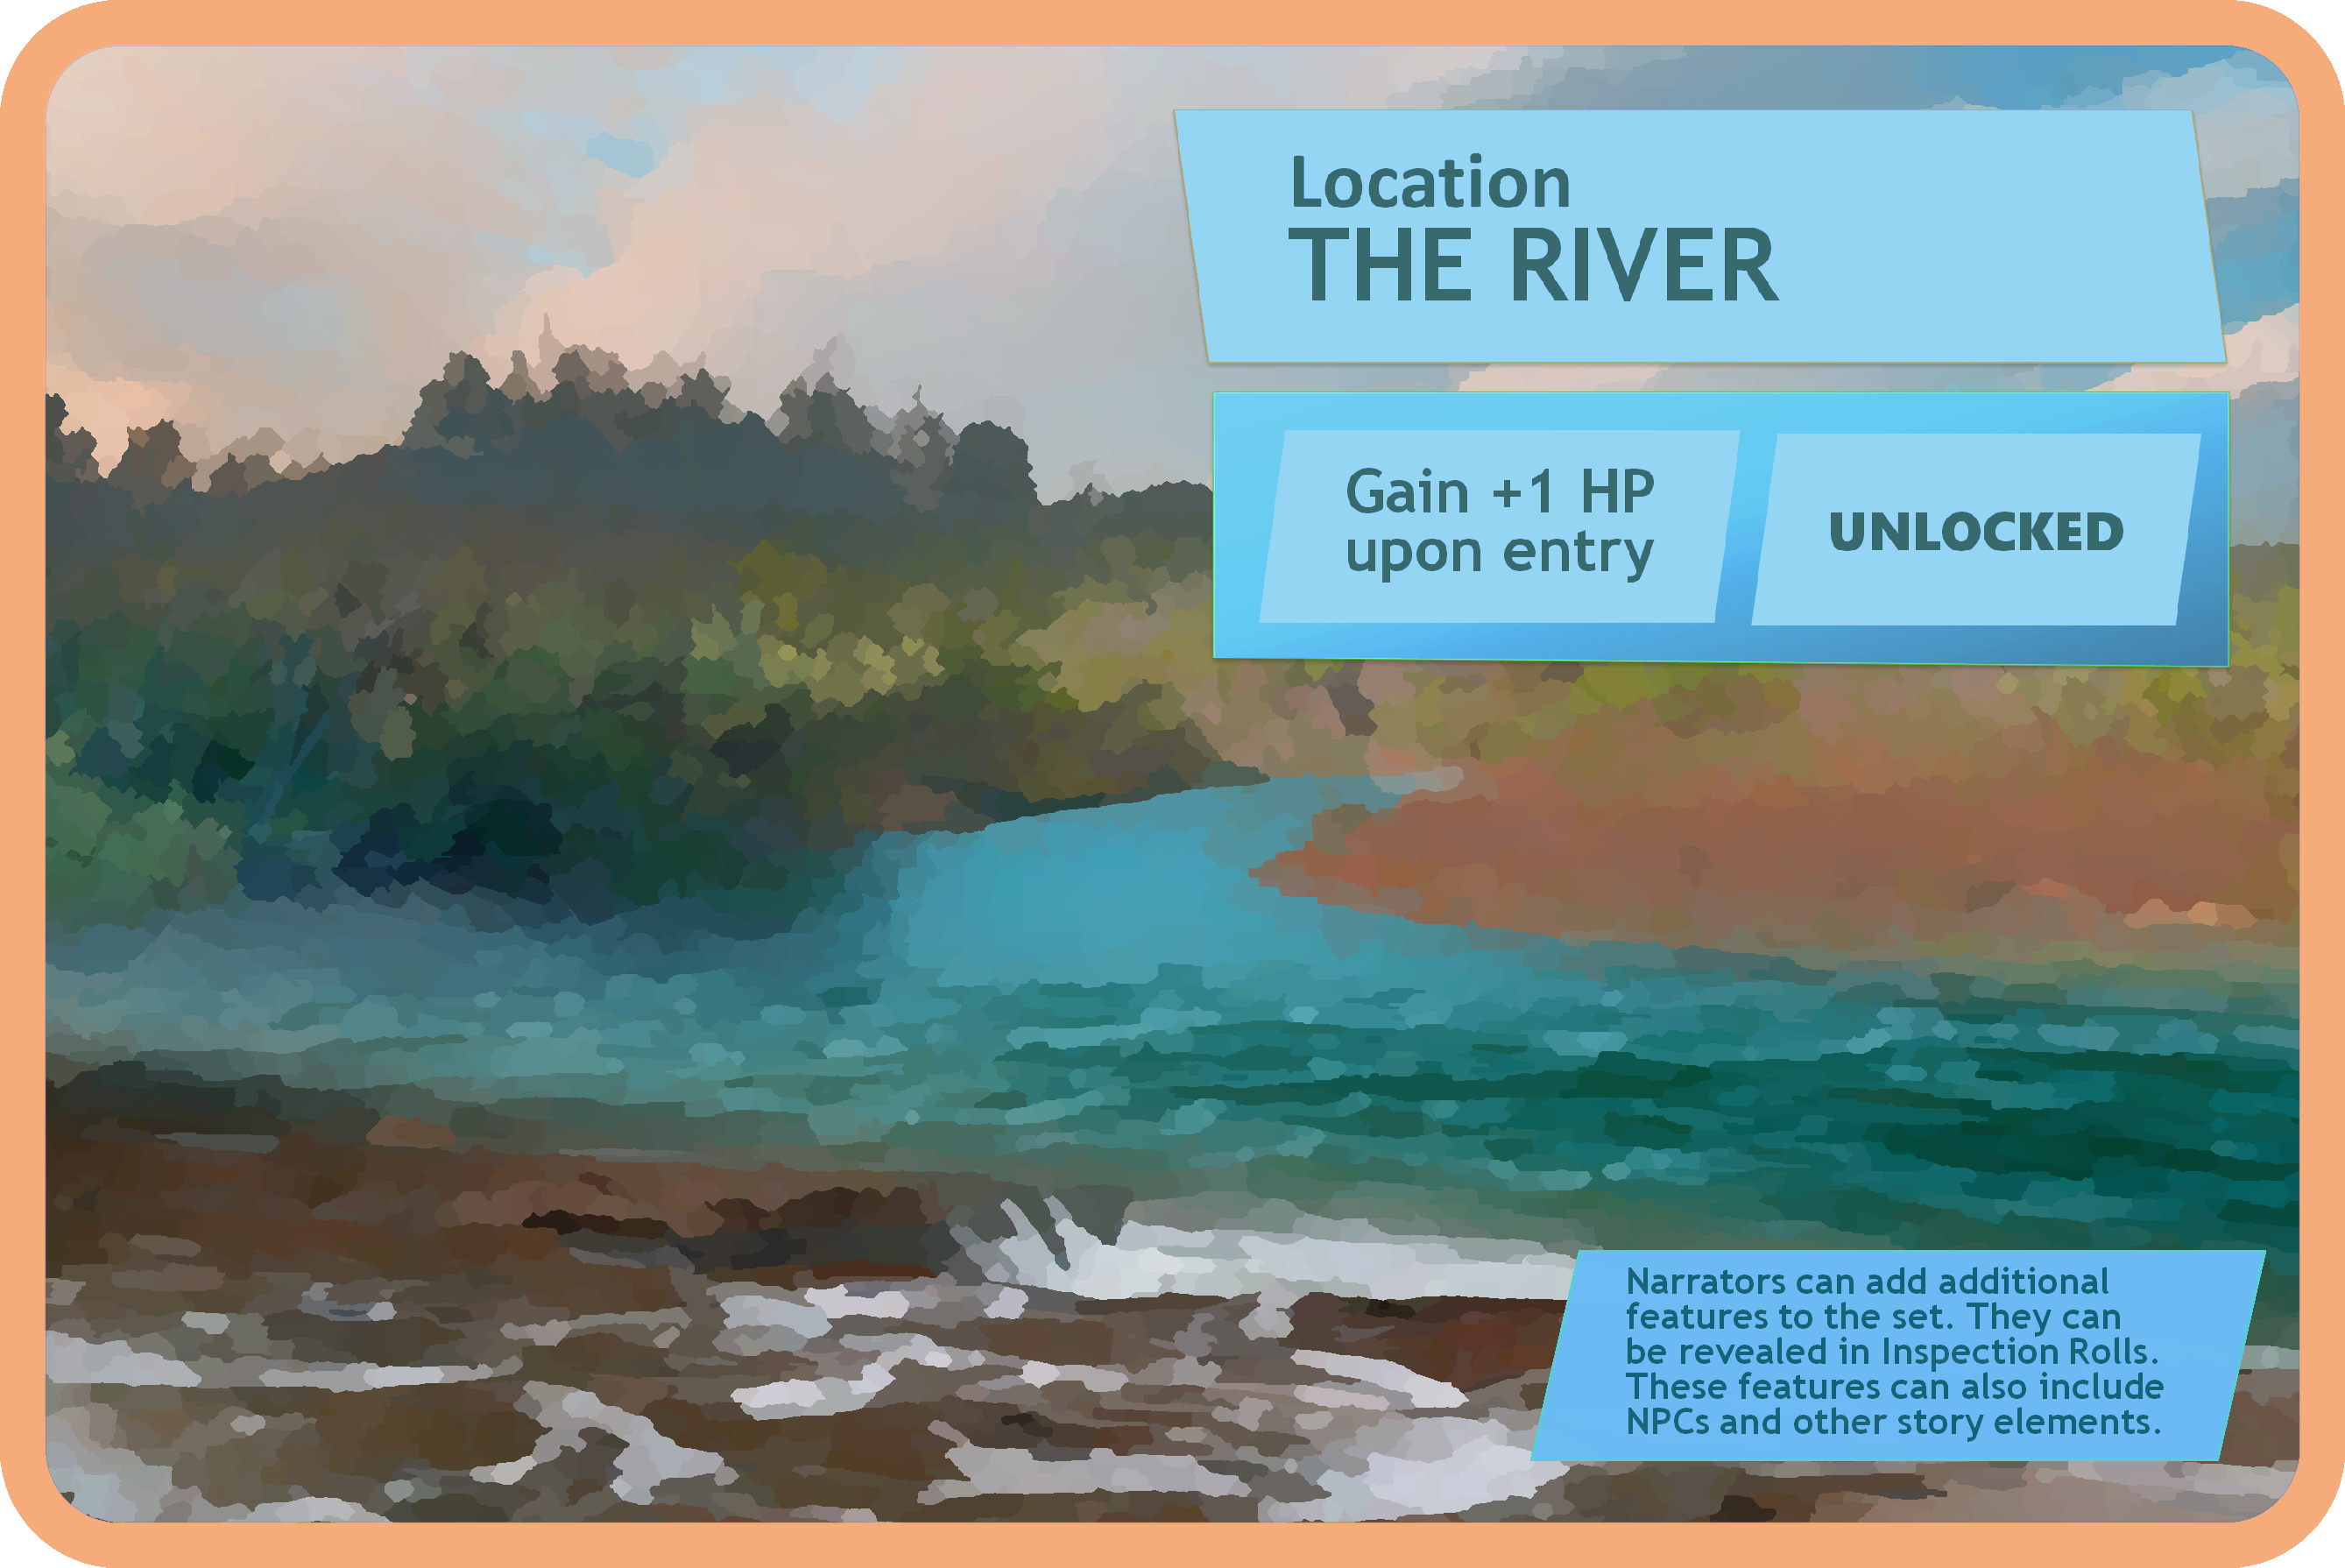 Location
THE RIVER
Gain +1 HP
upon entry
UNLOCKED
Narrators can add additional
features to the set. They can
be revealed in Inspection Rolls.
These features can also include
NPCs and other story elements.